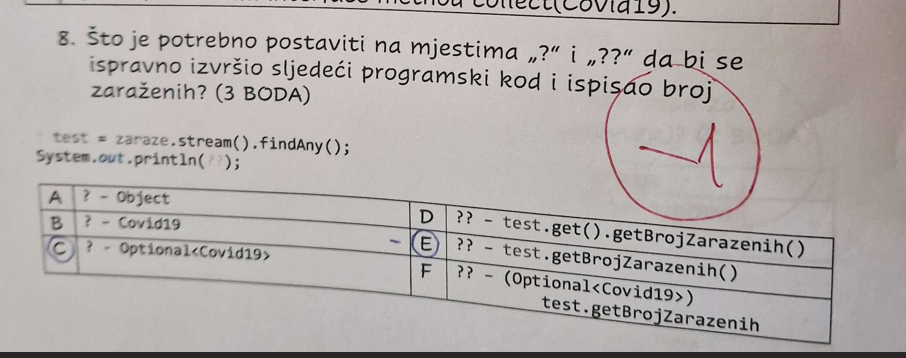 collect(Covid19).
8. Što je potrebno postaviti na mjestima „?“ i „??“ da bi se
ispravno izvršio sljedeći programski kod i ispisao broj
zaraženih? (3 BODA)
-1
test = zaraze.stream().findAny();
System.out.println(??);
A ? - Object
B ? - Covid19
C ? - Optional<Covid19>
D ?? - test.get().getBrojZarazenih()
- E ?? - test.getBrojZarazenih()
F ?? - (Optional<Covid19>)
test.getBrojZarazenih